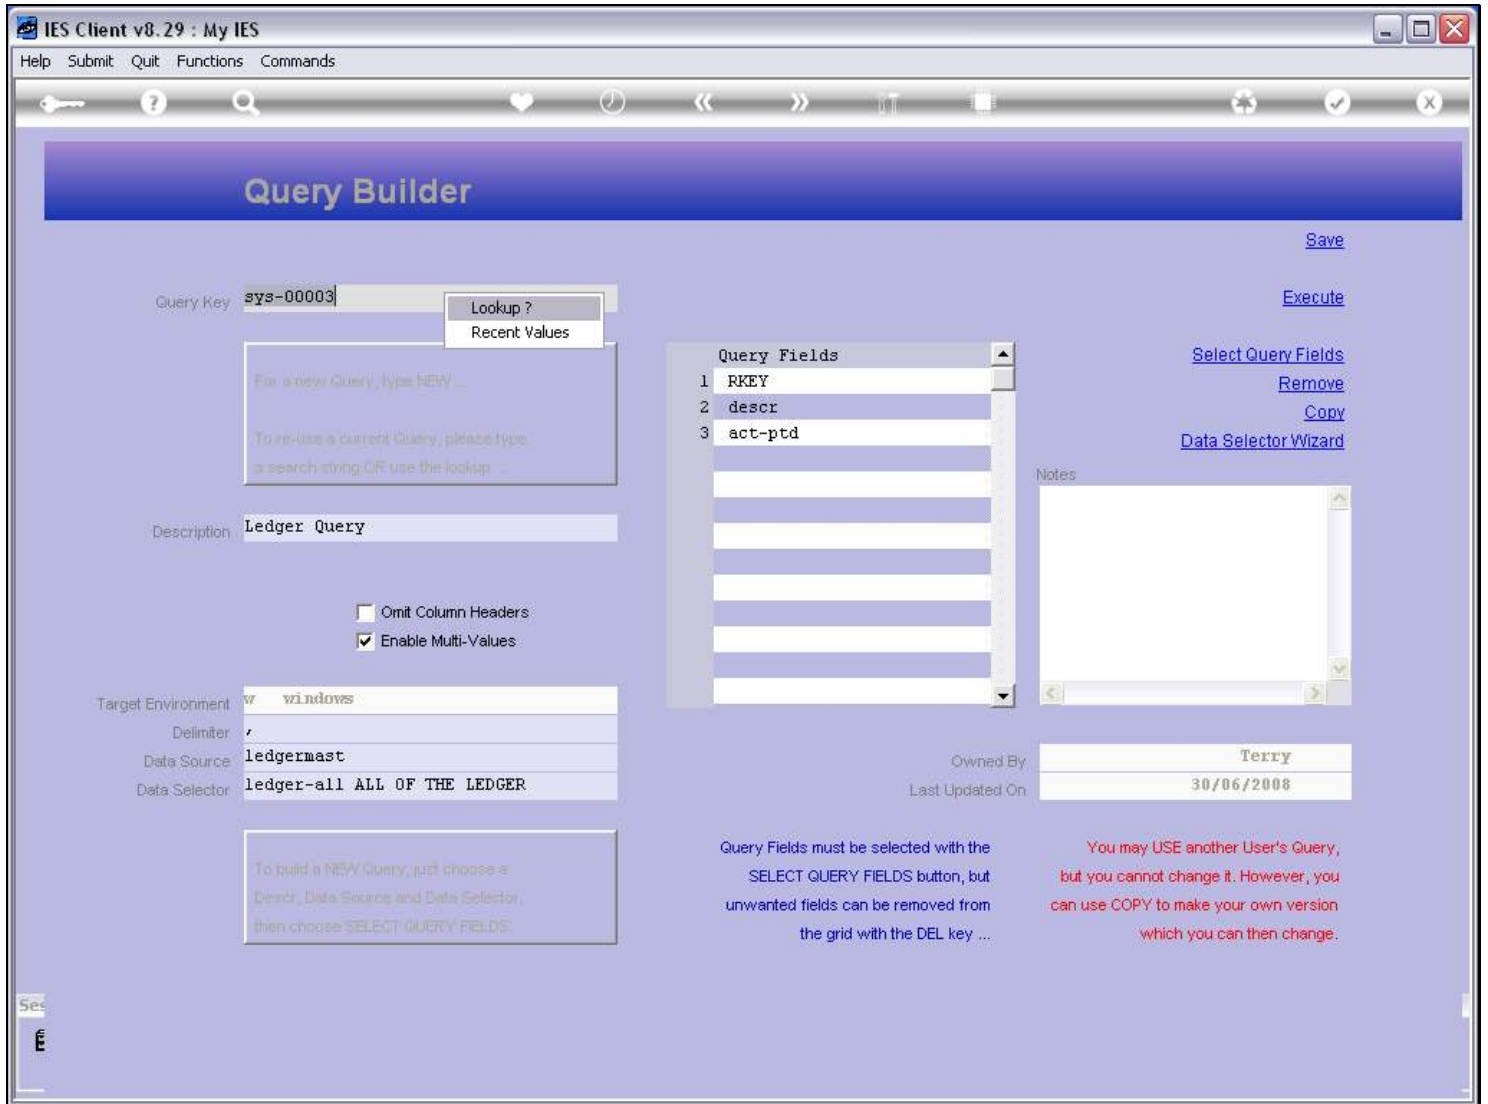 IES Client v8.29 : My IES
Help Submit Quit Functions Commands
Query Builder
Save
Query Key sys-00003
Lookup ?
Recent Values
Execute
For a new Query, type NEW ...
To re-use a current Query, please type
a search string OR use the lookup ...
Query Fields
1 RKEY
2 descr
3 act-ptd
Select Query Fields
Remove
Copy
Data Selector Wizard
Notes
Description Ledger Query
Omit Column Headers
Enable Multi-Values
Target Environment w windows
Delimiter ,
Data Source ledgermast
Data Selector ledger-all ALL OF THE LEDGER
Owned By Terry
Last Updated On 30/06/2008
To build a NEW Query, just choose a
Descr, Data Source and Data Selector,
then choose SELECT QUERY FIELDS.
Query Fields must be selected with the
SELECT QUERY FIELDS button, but
unwanted fields can be removed from
the grid with the DEL key ...
You may USE another User's Query,
but you cannot change it. However, you
can use COPY to make your own version
which you can then change.
Ses